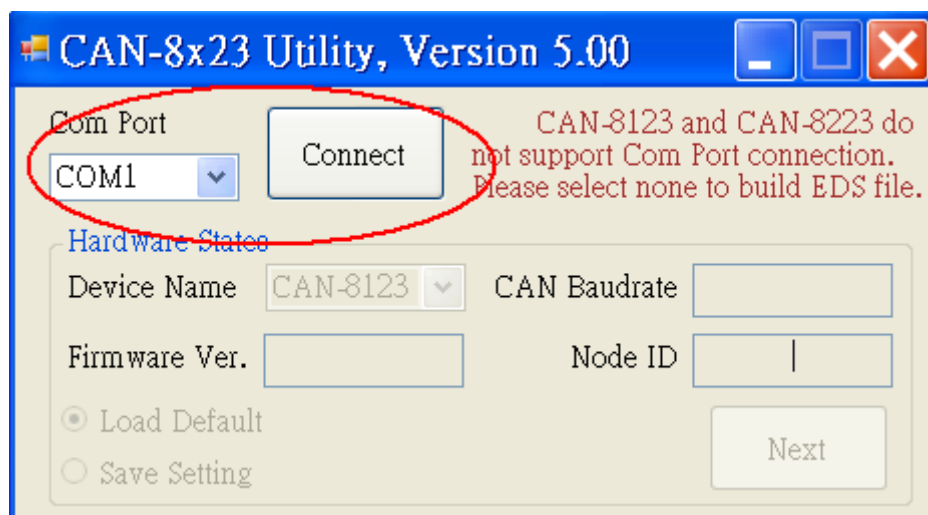 CAN-8x23 Utility, Version 5.00
Com Port
COM1
Connect
CAN-8123 and CAN-8223 do
not support Com Port connection.
Please select none to build EDS file.
Hardware States
Device Name
CAN-8123
CAN Baudrate
Firmware Ver.
Node ID
Load Default
Save Setting
Next